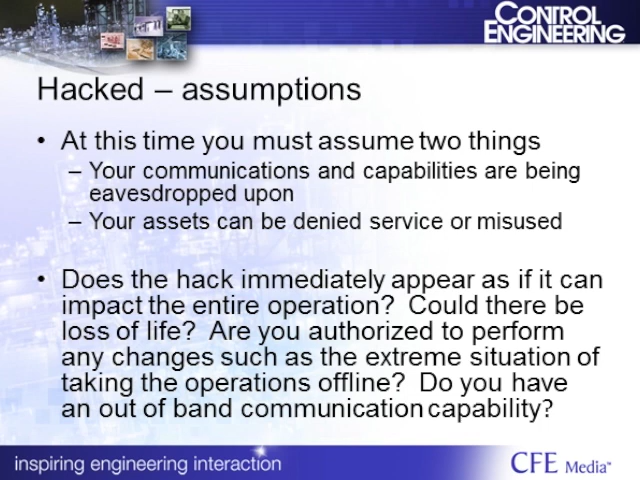 CONTROL
ENGINEERING
Hacked – assumptions
• At this time you must assume two things
– Your communications and capabilities are being
eavesdropped upon
– Your assets can be denied service or misused
• Does the hack immediately appear as if it can
impact the entire operation? Could there be
loss of life? Are you authorized to perform
any changes such as the extreme situation of
taking the operations offline? Do you have
an out of band communication capability?
inspiring engineering interaction
CFE Media™